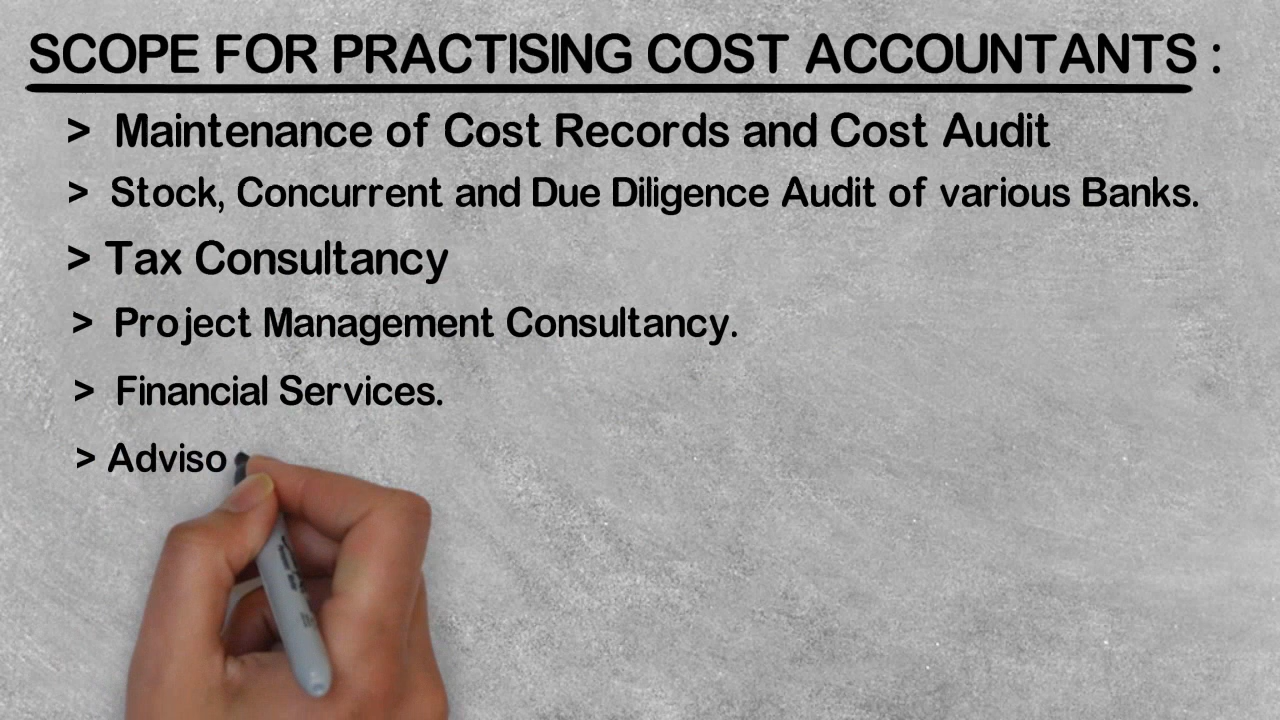 SCOPE FOR PRACTISING COST ACCOUNTANTS :
> Maintenance of Cost Records and Cost Audit
> Stock, Concurrent and Due Diligence Audit of various Banks.
> Tax Consultancy
> Project Management Consultancy.
> Financial Services.
> Adviso